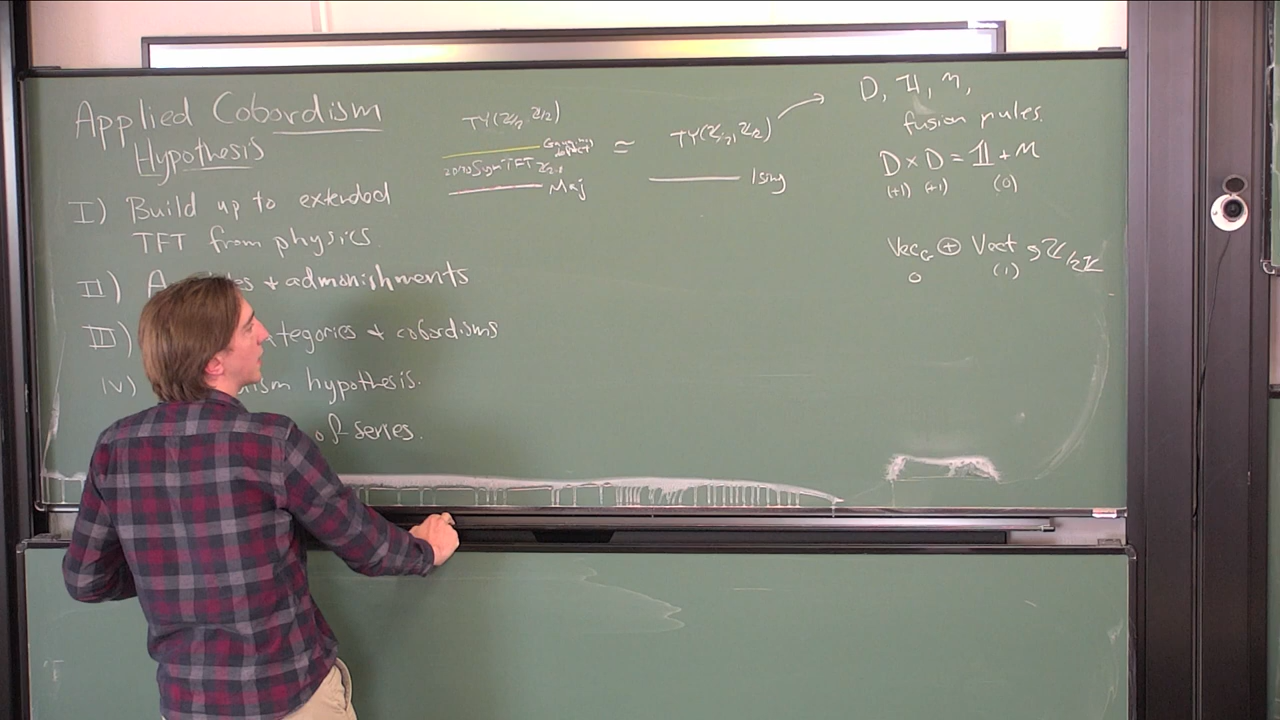 Applied Cobordism
Hypothesis
I) Build up to extended
TFT from physics.
II) + admonishments
III) + cobordisms
IV) hypothesis.
of series.
TY(ℤ/2, ℤ/2)
Maj
≃
TY(ℤ/2, ℤ/2)
Ising
D, 𝟙, m,
fusion rules.
D × D = 𝟙 + m
(+1) (+1) (0)
Vec_G ⊕ Vect ↺ ℤ/2ℤ
0 (1)